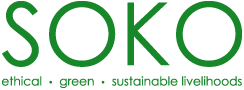 SOKO
ethical • green • sustainable livelihoods